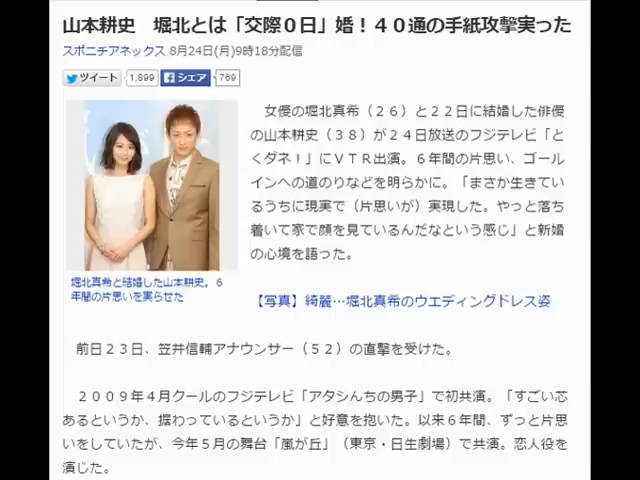 山本耕史　堀北とは「交際０日」婚！４０通の手紙攻撃実った
スポニチアネックス 8月24日(月)9時18分配信
ツイート 1,899 シェア 769
女優の堀北真希（２６）と２２日に結婚した俳優
の山本耕史（３８）が２４日放送のフジテレビ「と
くダネ！」にＶＴＲ出演。６年間の片思い、ゴール
インへの道のりなどを明らかに。「まさか生きてい
るうちに現実で（片思いが）実現した。やっと落ち
着いて家で顔を見ているんだなという感じ」と新婚
の心境を語った。
堀北真希と結婚した山本耕史。６
年間の片思いを実らせた
【写真】綺麗…堀北真希のウエディングドレス姿
前日２３日、笠井信輔アナウンサー（５２）の直撃を受けた。
２００９年４月クールのフジテレビ「アタシんちの男子」で初共演。「すごい芯
あるというか、据わっているというか」と好意を抱いた。以来６年間、ずっと片思
いをしていたが、今年５月の舞台「嵐が丘」（東京・日生劇場）で共演。恋人役を
演じた。